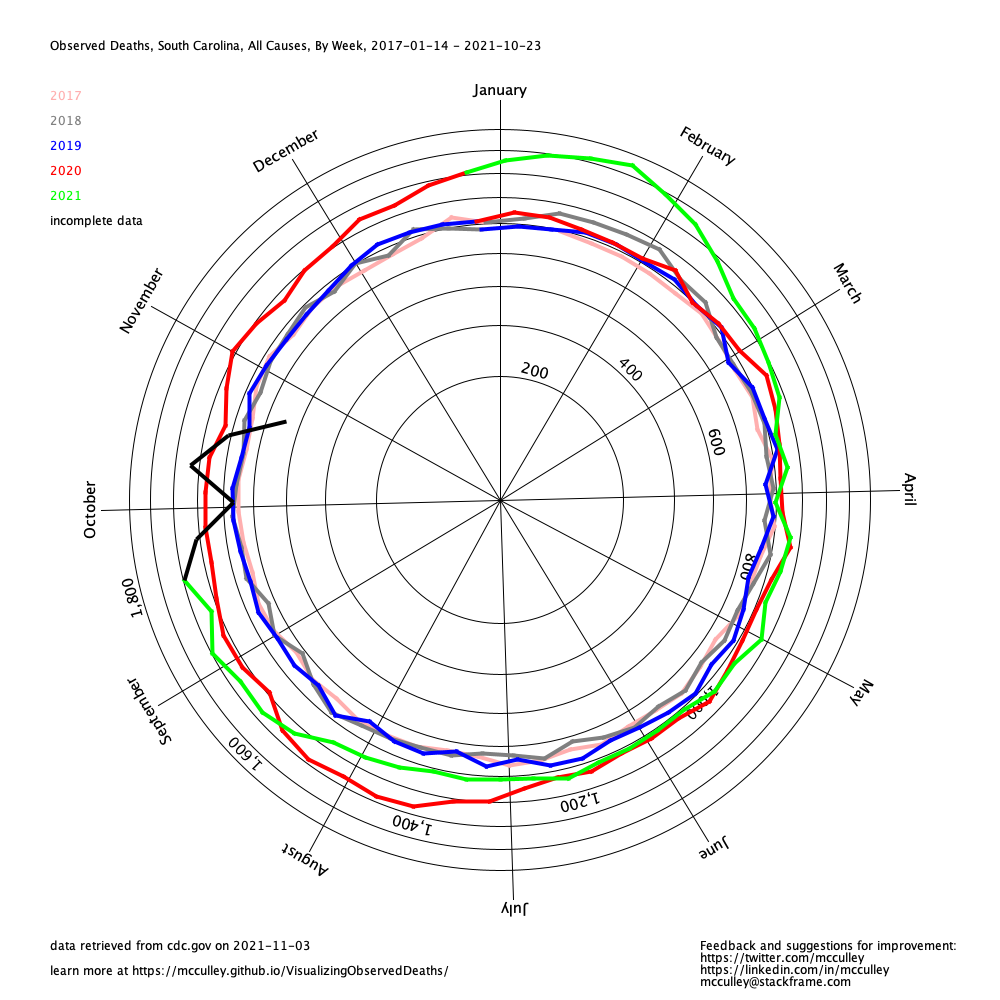 Observed Deaths, South Carolina, All Causes, By Week, 2017-01-14 - 2021-10-23
2017
2018
2019
2020
2021
incomplete data
January
February
March
April
May
June
July
August
September
October
November
December
200
400
600
800
1,000
1,200
1,400
1,600
1,800
data retrieved from cdc.gov on 2021-11-03
learn more at https://mcculley.github.io/VisualizingObservedDeaths/
Feedback and suggestions for improvement:
https://twitter.com/mcculley
https://linkedin.com/in/mcculley
mcculley@stackframe.com